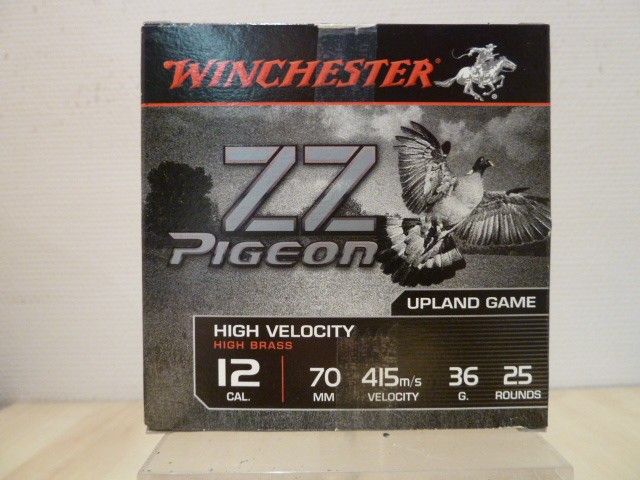 WINCHESTER®
ZZ
PIGEON
UPLAND GAME
HIGH VELOCITY
HIGH BRASS
12 70 415m/s 36 25
CAL. MM VELOCITY G. ROUNDS